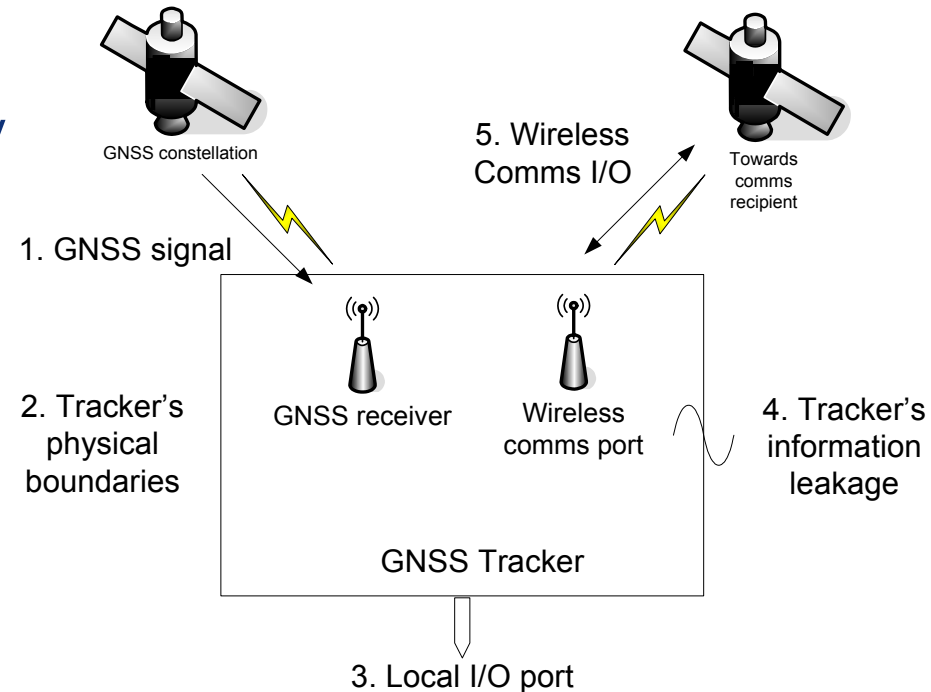 GNSS constellation
5. Wireless
Comms I/O
Towards
comms
recipient
1. GNSS signal
2. Tracker's
physical
boundaries
GNSS receiver
Wireless
comms port
4. Tracker's
information
leakage
GNSS Tracker
3. Local I/O port